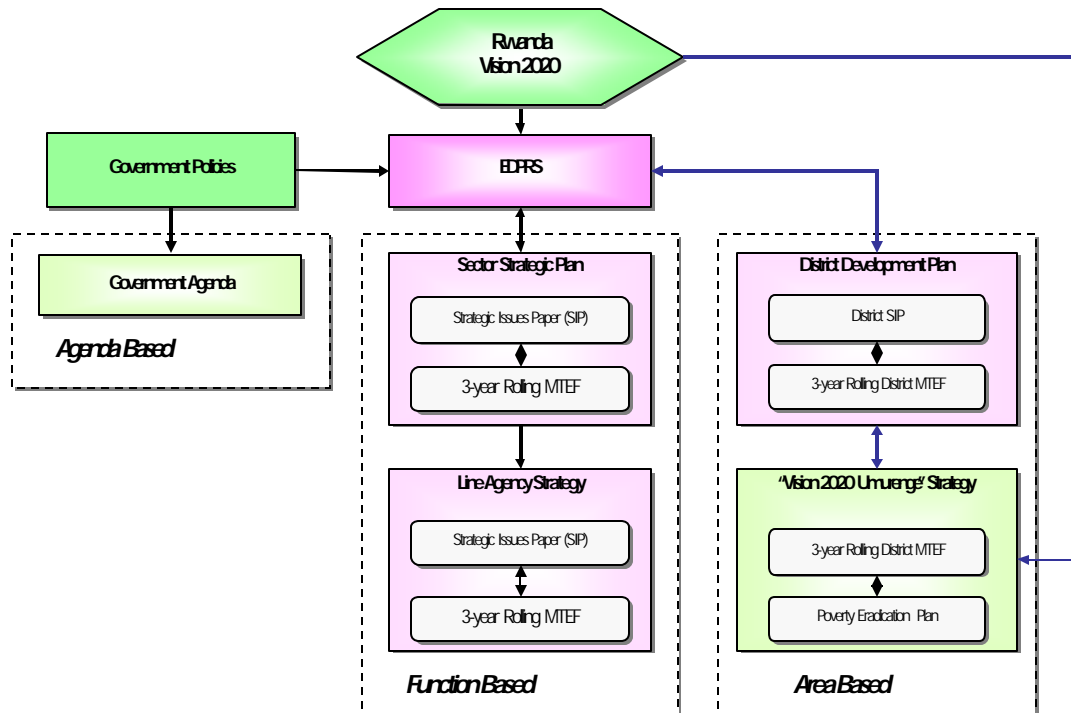 Rwanda
Vision 2020
Government Policies
EDPRS
Government Agenda
Agenda Based
Sector Strategic Plan
Strategic Issues Paper (SIP)
3-year Rolling MTEF
Line Agency Strategy
Strategic Issues Paper (SIP)
3-year Rolling MTEF
Function Based
District Development Plan
District SIP
3-year Rolling District MTEF
“Vision 2020 Umurenge” Strategy
3-year Rolling District MTEF
Poverty Eradication Plan
Area Based